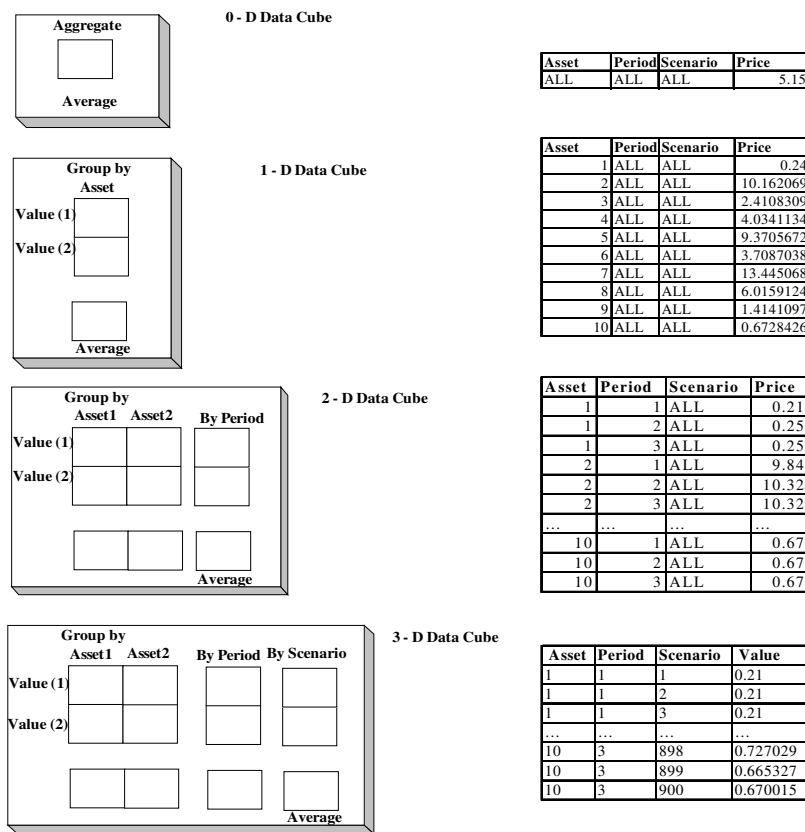 0 - D Data Cube
Aggregate
Average
Asset Period Scenario Price
ALL ALL ALL 5.15
1 - D Data Cube
Group by
Asset
Value (1)
Value (2)
Average
Asset Period Scenario Price
1 ALL ALL 0.24
2 ALL ALL 10.162069
3 ALL ALL 2.4108309
4 ALL ALL 4.0341134
5 ALL ALL 9.3705672
6 ALL ALL 3.7087038
7 ALL ALL 13.445068
8 ALL ALL 6.0159124
9 ALL ALL 1.4141097
10 ALL ALL 0.6728426
2 - D Data Cube
Group by
Asset1 Asset2 By Period
Value (1)
Value (2)
Average
Asset Period Scenario Price
1 1 ALL 0.21
1 2 ALL 0.25
1 3 ALL 0.25
2 1 ALL 9.84
2 2 ALL 10.32
2 3 ALL 10.32
... ... ... ...
10 1 ALL 0.67
10 2 ALL 0.67
10 3 ALL 0.67
3 - D Data Cube
Group by
Asset1 Asset2 By Period By Scenario
Value (1)
Value (2)
Average
Asset Period Scenario Value
1 1 1 0.21
1 1 2 0.21
1 1 3 0.21
... ... ... ...
10 3 898 0.727029
10 3 899 0.665327
10 3 900 0.670015